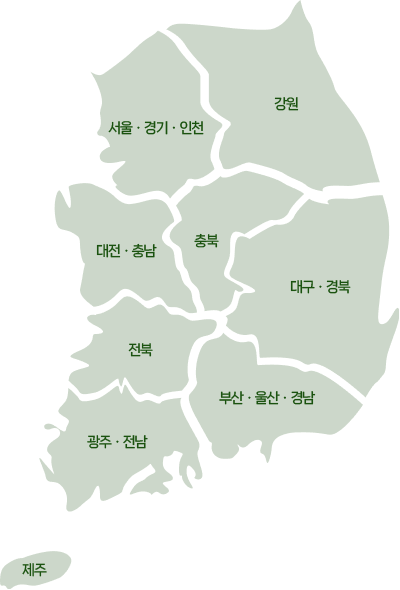 강원
서울 · 경기 · 인천
충북
대전 · 충남
대구 · 경북
전북
부산 · 울산 · 경남
광주 · 전남
제주